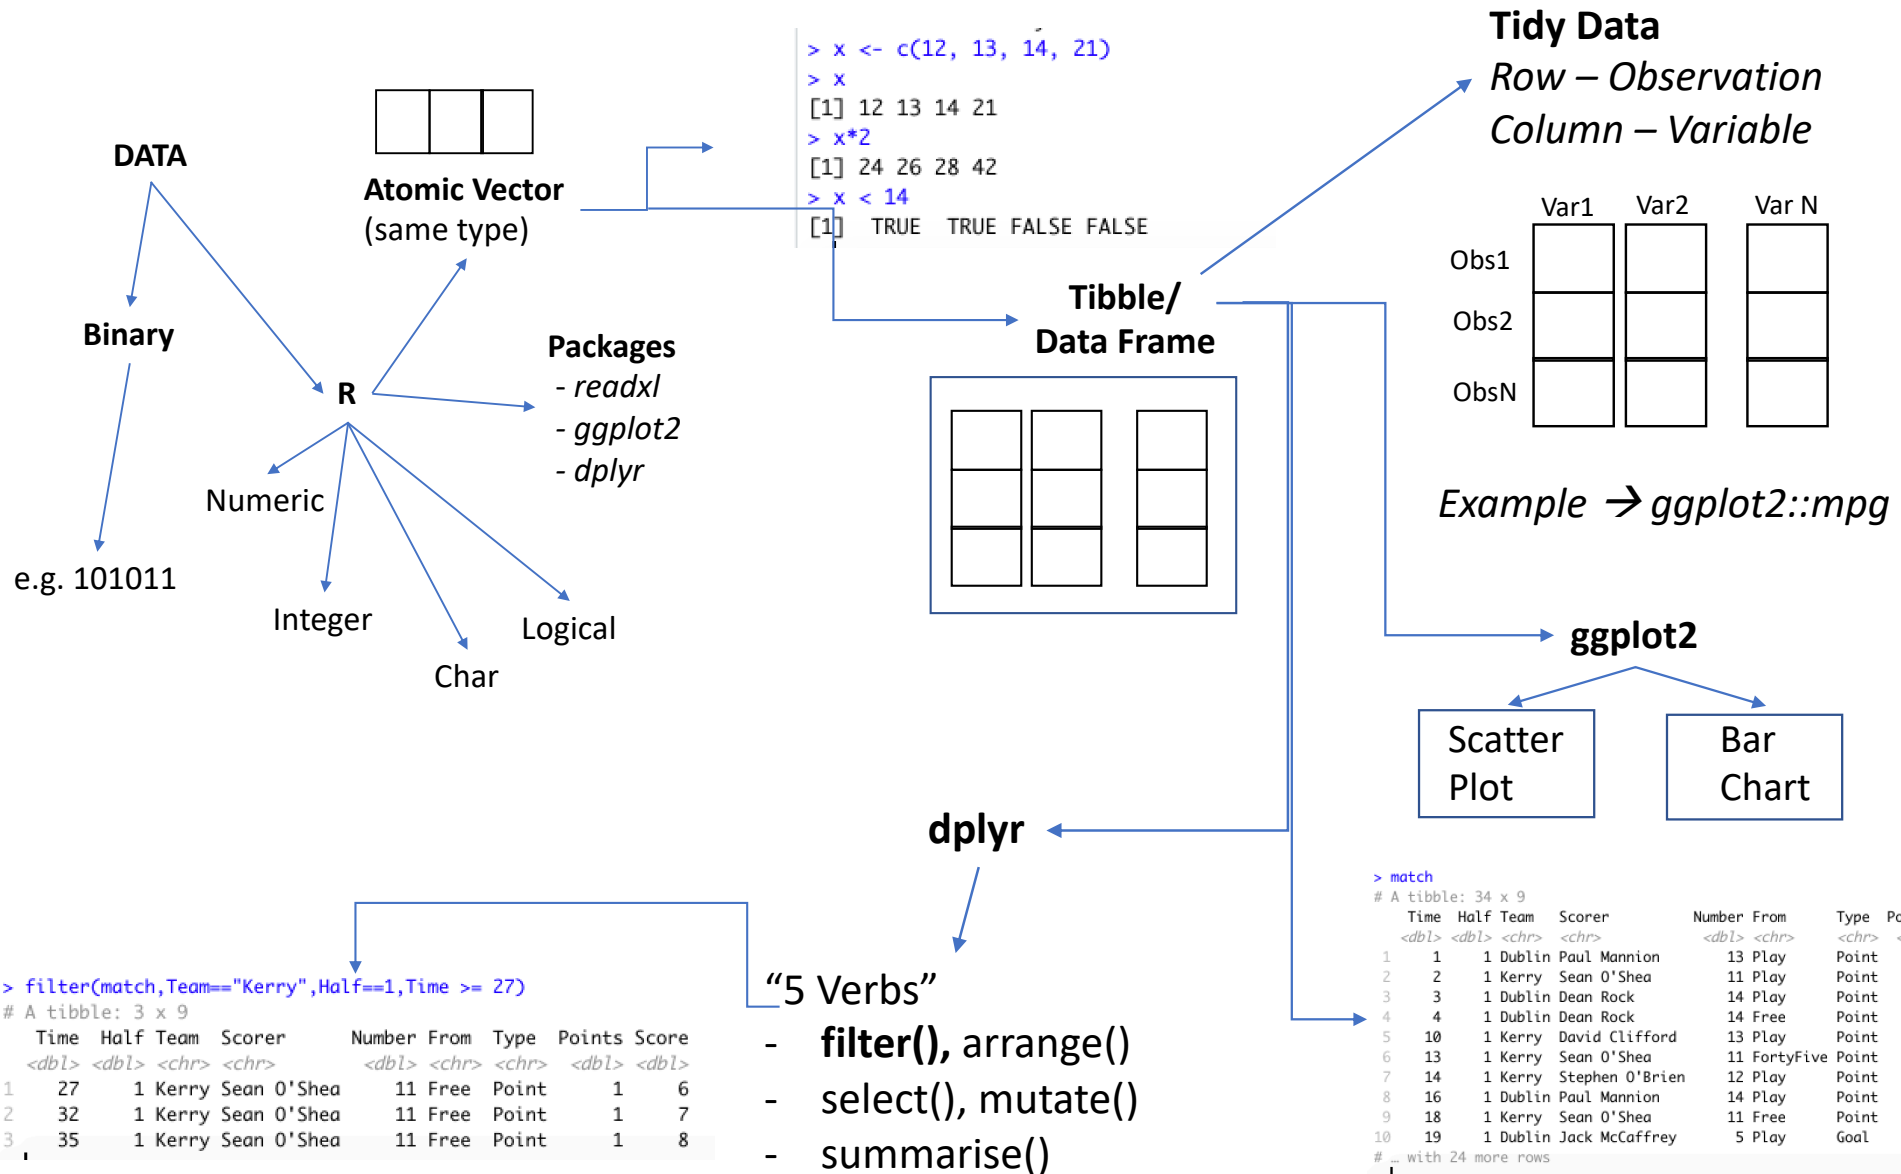 DATA
Binary
e.g. 101011
Atomic Vector
(same type)
R
Packages
- readxl
- ggplot2
- dplyr
Numeric
Integer
Char
Logical
> x <- c(12, 13, 14, 21)
> x
[1] 12 13 14 21
> x*2
[1] 24 26 28 42
> x < 14
[1]  TRUE  TRUE FALSE FALSE
Tibble/
Data Frame
Tidy Data
Row – Observation
Column – Variable
Var1 Var2 Var N
Obs1
Obs2
ObsN
Example → ggplot2::mpg
ggplot2
Scatter
Plot
Bar
Chart
dplyr
“5 Verbs”
- filter(), arrange()
- select(), mutate()
- summarise()
> filter(match,Team=="Kerry",Half==1,Time >= 27)
# A tibble: 3 x 9
Time Half Team Scorer Number From Type Points Score
<dbl> <dbl> <chr> <chr> <dbl> <chr> <chr> <dbl> <dbl>
1 27 1 Kerry Sean O'Shea 11 Free Point 1 6
2 32 1 Kerry Sean O'Shea 11 Free Point 1 7
3 35 1 Kerry Sean O'Shea 11 Free Point 1 8
> match
# A tibble: 34 x 9
Time Half Team Scorer Number From Type Po
<dbl> <dbl> <chr> <chr> <dbl> <chr> <chr> <
1 1 1 Dublin Paul Mannion 13 Play Point
2 2 1 Kerry Sean O'Shea 11 Play Point
3 3 1 Dublin Dean Rock 14 Play Point
4 4 1 Dublin Dean Rock 14 Free Point
5 10 1 Kerry David Clifford 13 Play Point
6 13 1 Kerry Sean O'Shea 11 FortyFive Point
7 14 1 Kerry Stephen O'Brien 12 Play Point
8 16 1 Dublin Paul Mannion 14 Play Point
9 18 1 Kerry Sean O'Shea 11 Free Point
10 19 1 Dublin Jack McCaffrey 5 Play Goal
# … with 24 more rows